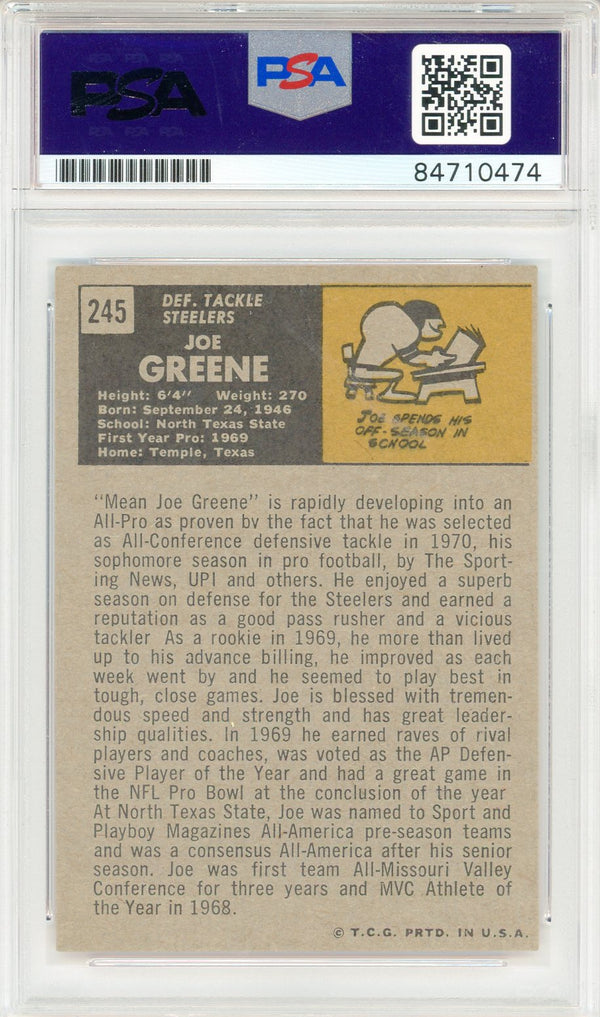 PSA
PSA
84710474
245
DEF. TACKLE
STEELERS
JOE
GREENE
Height: 6'4" Weight: 270
Born: September 24, 1946
School: North Texas State
First Year Pro: 1969
Home: Temple, Texas
JOE SPENDS HIS
OFF-SEASON IN
SCHOOL
"Mean Joe Greene" is rapidly developing into an
All-Pro as proven bv the fact that he was selected
as All-Conference defensive tackle in 1970, his
sophomore season in pro football, by The Sport-
ing News, UPI and others. He enjoyed a superb
season on defense for the Steelers and earned a
reputation as a good pass rusher and a vicious
tackler As a rookie in 1969, he more than lived
up to his advance billing, he improved as each
week went by and he seemed to play best in
tough, close games. Joe is blessed with tremen-
dous speed and strength and has great leader-
ship qualities. In 1969 he earned raves of rival
players and coaches, was voted as the AP Defen-
sive Player of the Year and had a great game in
the NFL Pro Bowl at the conclusion of the year
At North Texas State, Joe was named to Sport and
Playboy Magazines All-America pre-season teams
and was a consensus All-America after his senior
season. Joe was first team All-Missouri Valley
Conference for three years and MVC Athlete of
the Year in 1968.
© T.C.G. PRTD. IN U.S.A.